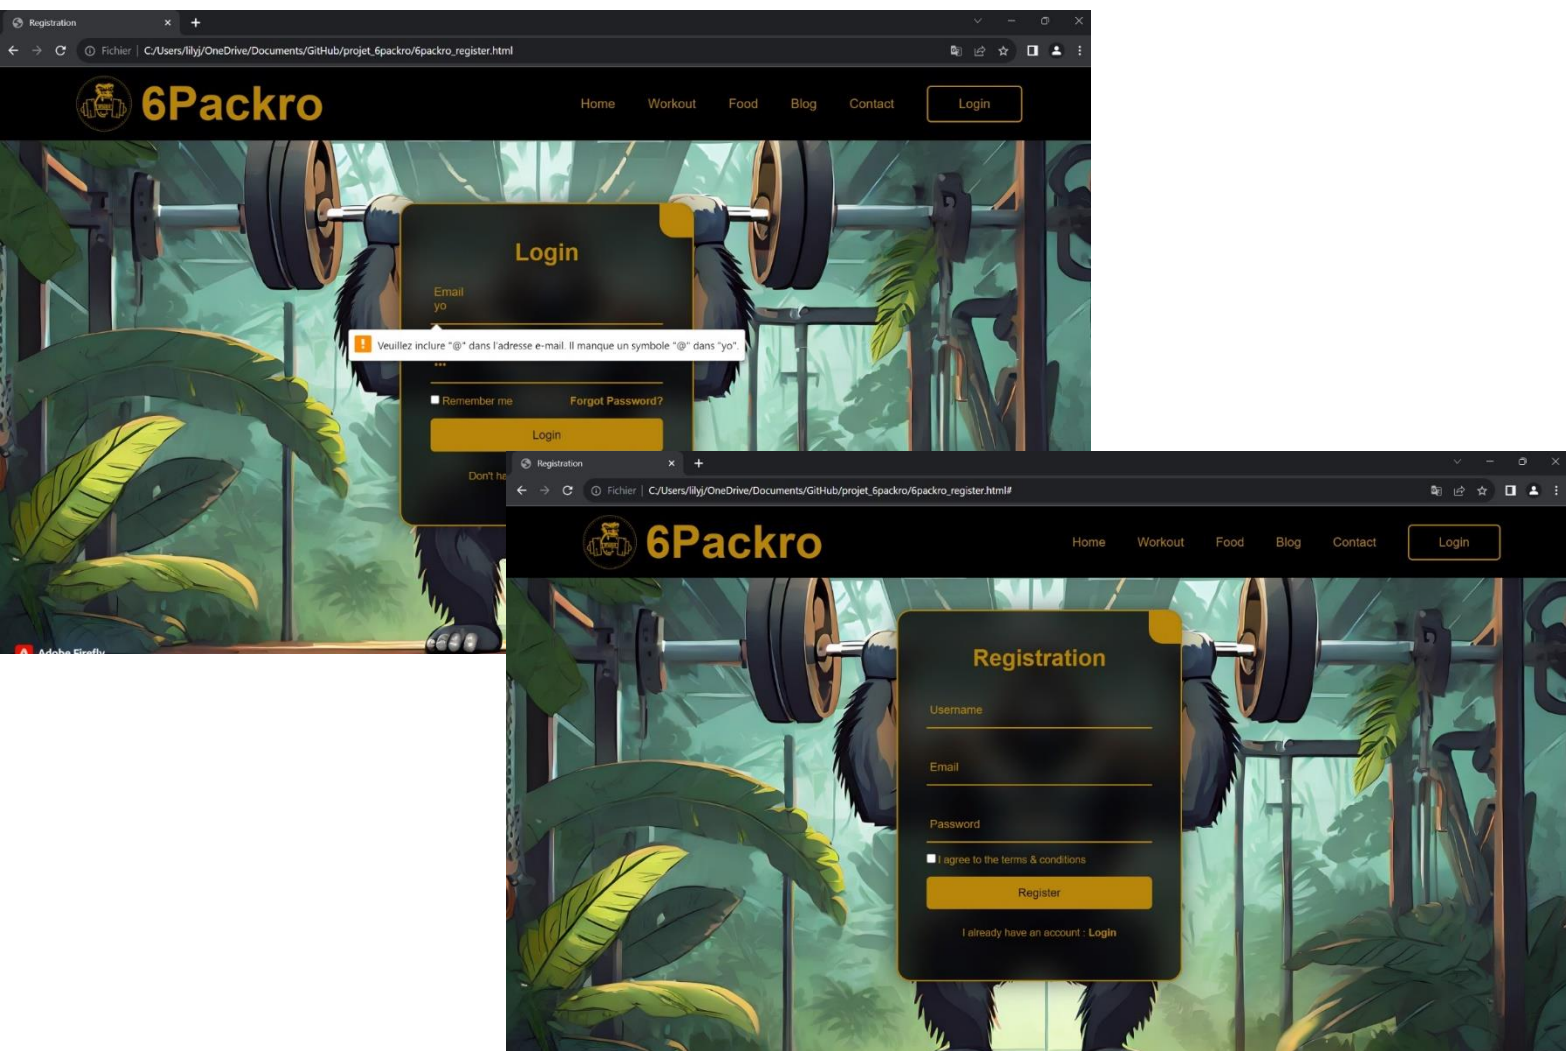 Registration
Fichier | C:/Users/lilyj/OneDrive/Documents/GitHub/projet_6packro/6packro_register.html
6Packro
Home Workout Food Blog Contact Login
Login
Email
yo
Veuillez inclure "@" dans l'adresse e-mail. Il manque un symbole "@" dans "yo".
***
Remember me Forgot Password?
Login
Don't
Adobe Firefly
Registration
Fichier | C:/Users/lilyj/OneDrive/Documents/GitHub/projet_6packro/6packro_register.html#
6Packro
Home Workout Food Blog Contact Login
Registration
Username
Email
Password
I agree to the terms & conditions
Register
I already have an account : Login